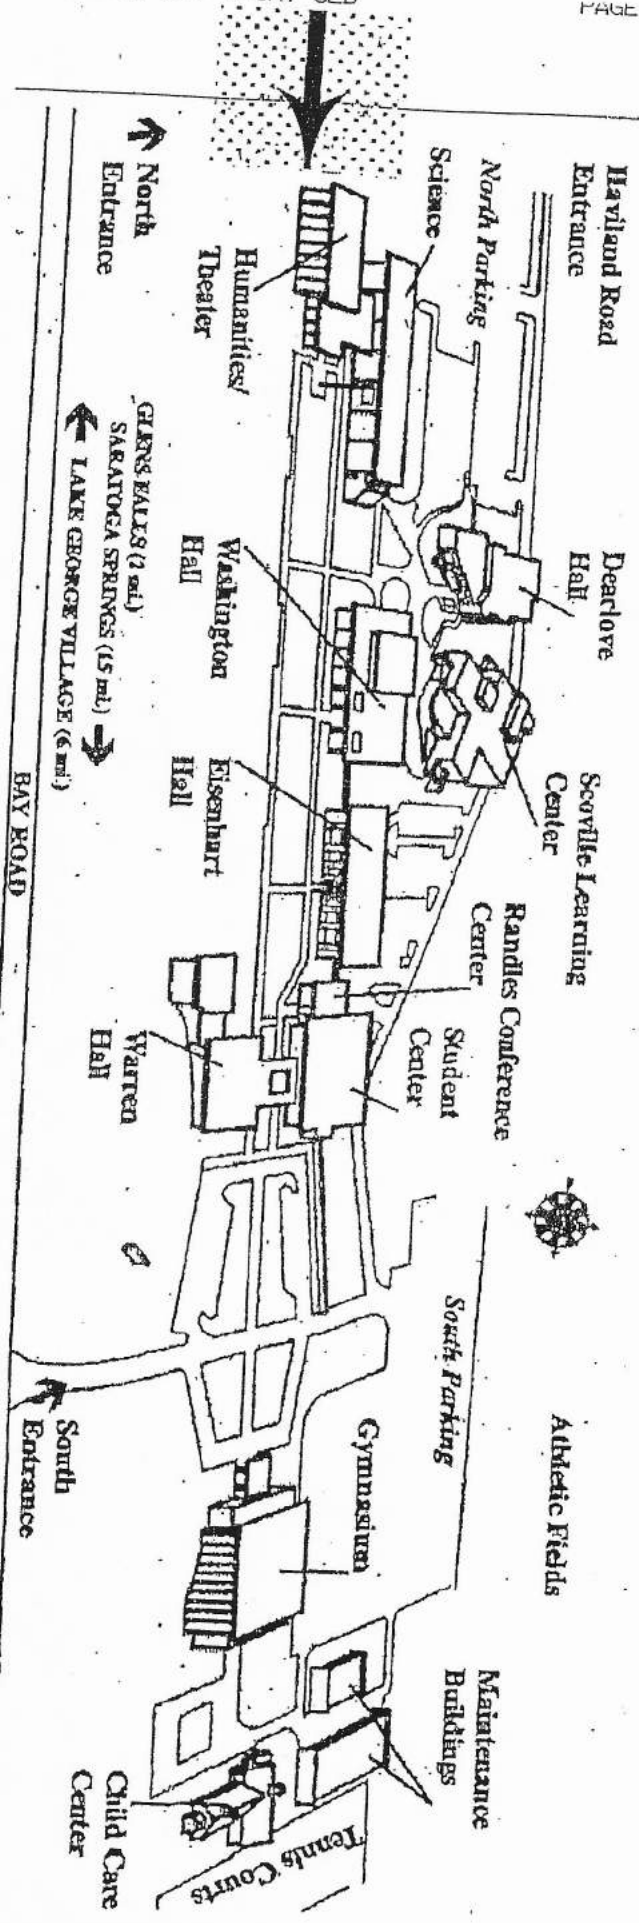 PAGE
Haviland Road
Entrance
North Parking
Science
Humanities/
Theater
North
Entrance
Dearlove
Hall
Scoville Learning
Center
Washington
Hall
Eisenhart
Hall
GLENS FALLS (2 mi.)
SARATOGA SPRINGS (15 mi.)
LAKE GEORGE VILLAGE (6 mi.)
BAY ROAD
Randles Conference
Center
Student
Center
Warren
Hall
South Parking
Athletic Fields
South
Entrance
Gymnasium
Maintenance
Buildings
Child Care
Center
Tennis Courts